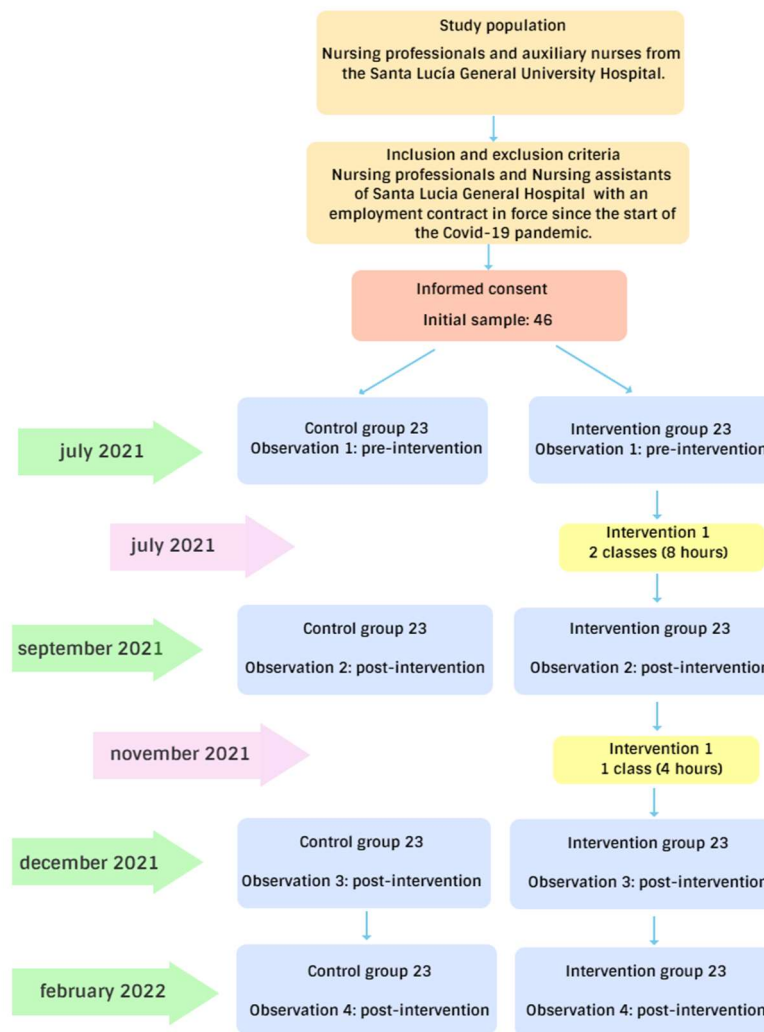 Study population
Nursing professionals and auxiliary nurses from
the Santa Lucía General University Hospital.
Inclusion and exclusion criteria
Nursing professionals and Nursing assistants
of Santa Lucia General Hospital with an
employment contract in force since the start of
the Covid-19 pandemic.
Informed consent
Initial sample: 46
july 2021
Control group 23
Observation 1: pre-intervention
Intervention group 23
Observation 1: pre-intervention
july 2021
Intervention 1
2 classes (8 hours)
september 2021
Control group 23
Observation 2: post-intervention
Intervention group 23
Observation 2: post-intervention
november 2021
Intervention 1
1 class (4 hours)
december 2021
Control group 23
Observation 3: post-intervention
Intervention group 23
Observation 3: post-intervention
february 2022
Control group 23
Observation 4: post-intervention
Intervention group 23
Observation 4: post-intervention